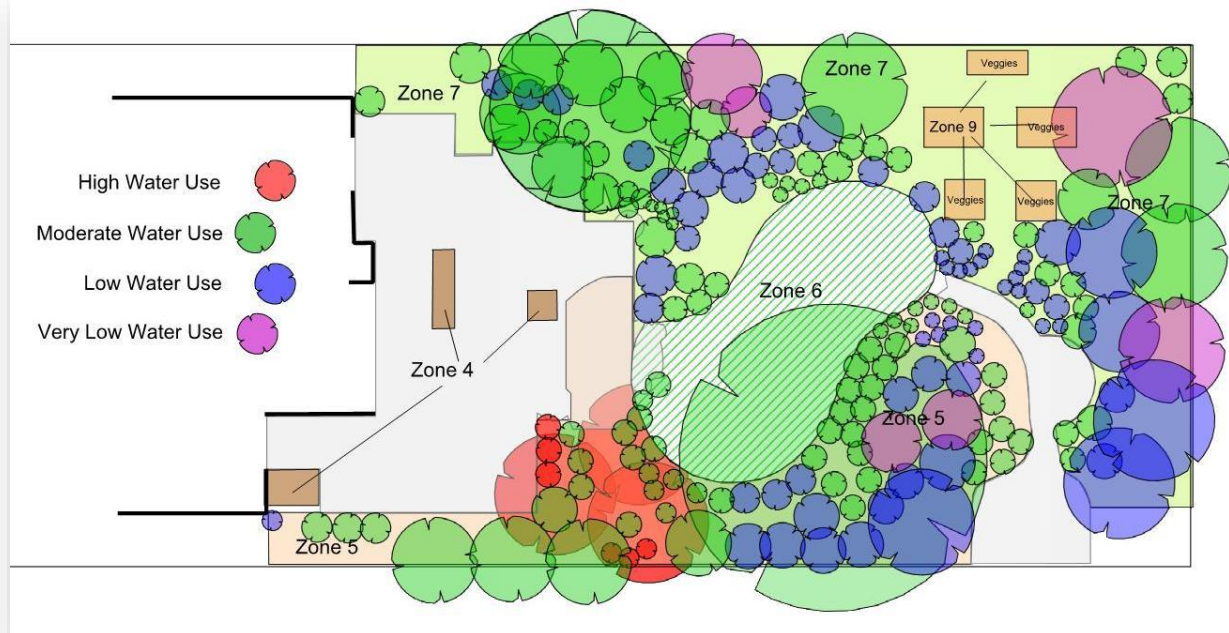 High Water Use
Moderate Water Use
Low Water Use
Very Low Water Use
Zone 7
Zone 7
Veggies
Zone 9
Veggies
Veggies
Veggies
Zone 7
Zone 6
Zone 4
Zone 5
Zone 5